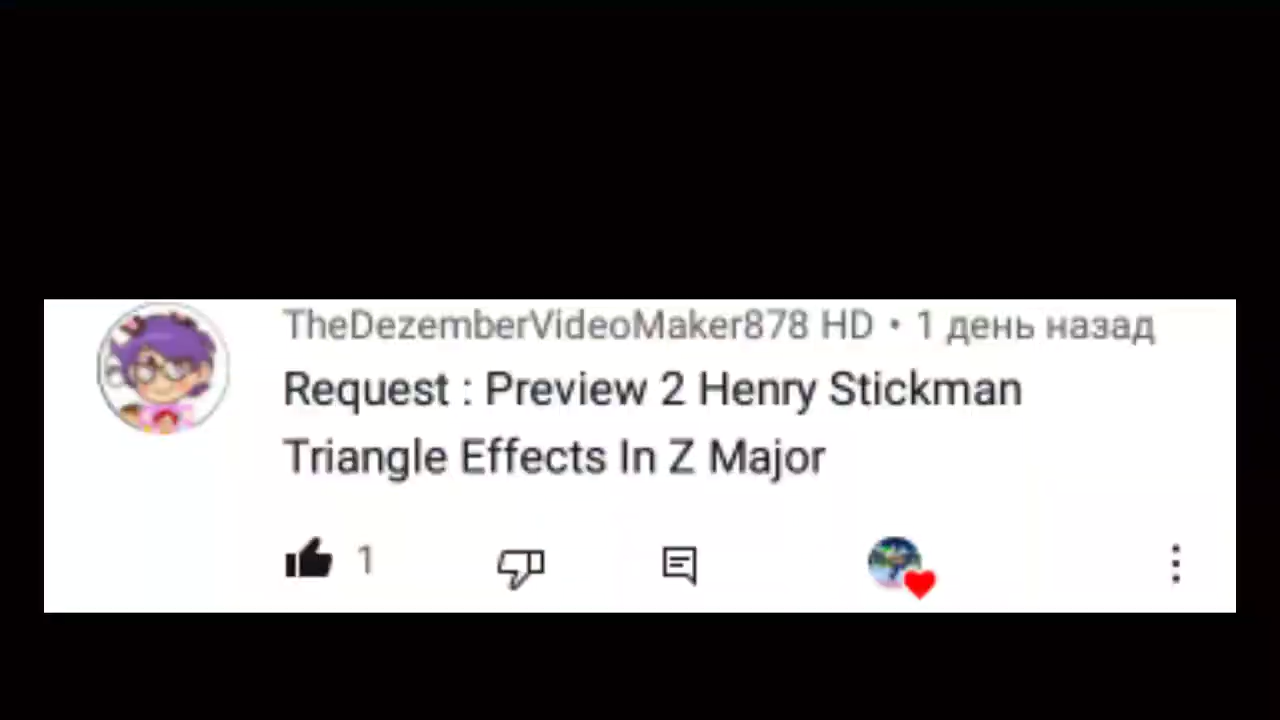 TheDezemberVideoMaker878 HD • 1 день назад
Request : Preview 2 Henry Stickman
Triangle Effects In Z Major
1